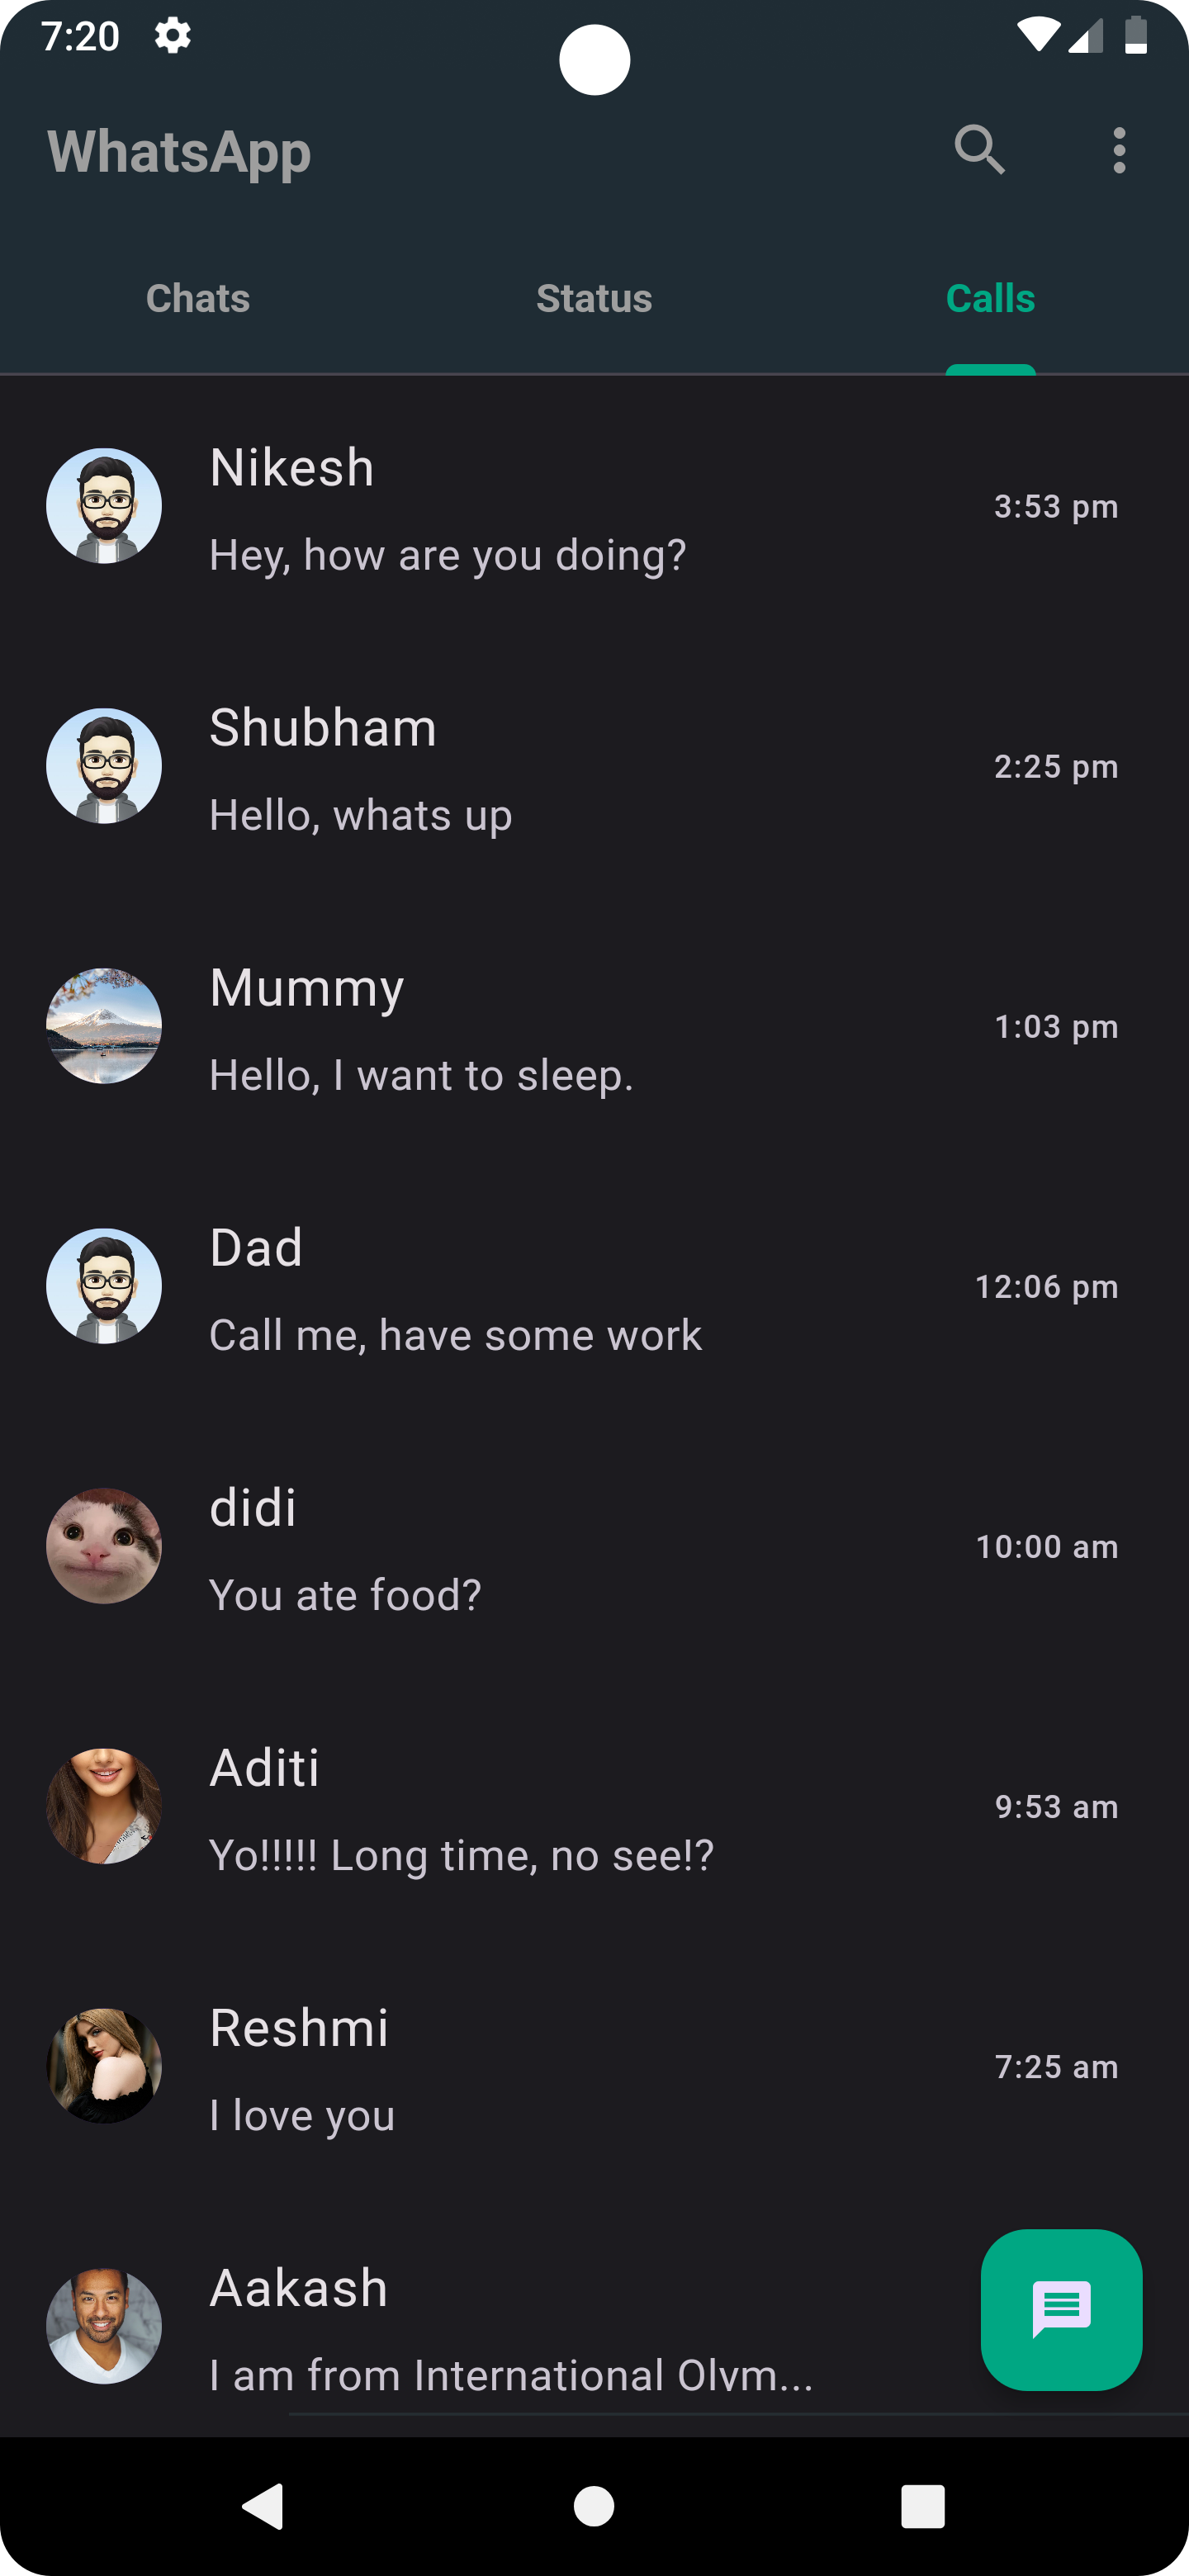 7:20
WhatsApp
Chats Status Calls
Nikesh
3:53 pm
Hey, how are you doing?
Shubham
2:25 pm
Hello, whats up
Mummy
1:03 pm
Hello, I want to sleep.
Dad
12:06 pm
Call me, have some work
didi
10:00 am
You ate food?
Aditi
9:53 am
Yo!!!!! Long time, no see!?
Reshmi
7:25 am
I love you
Aakash
I am from International Olym...